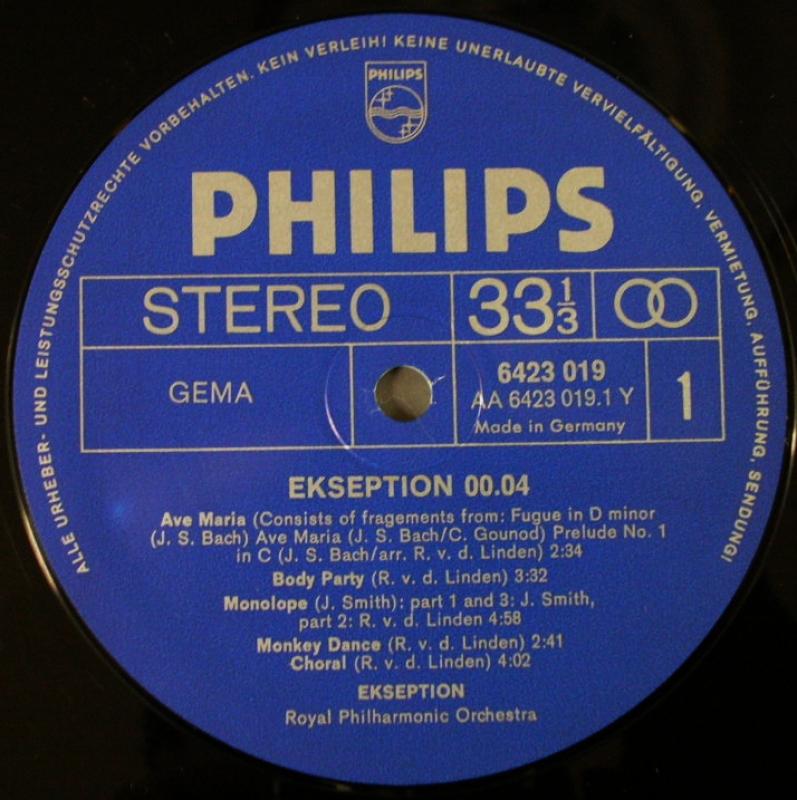 ALLE URHEBER- UND LEISTUNGSSCHUTZRECHTE VORBEHALTEN. KEIN VERLEIH! KEINE UNERLAUBTE VERVIELFÄLTIGUNG, VERMIETUNG, AUFFÜHRUNG, SENDUNG!
PHILIPS
PHILIPS
STEREO
33 1/3
GEMA
6423 019
AA 6423 019.1 Y
Made in Germany
1
EKSEPTION 00.04
Ave Maria (Consists of fragements from: Fugue in D minor
(J. S. Bach) Ave Maria (J. S. Bach/C. Gounod) Prelude No. 1
in C (J. S. Bach/arr. R. v. d. Linden) 2:34
Body Party (R. v. d. Linden) 3:32
Monolope (J. Smith): part 1 and 3: J. Smith,
part 2: R. v. d. Linden 4:58
Monkey Dance (R. v. d. Linden) 2:41
Choral (R. v. d. Linden) 4:02
EKSEPTION
Royal Philharmonic Orchestra